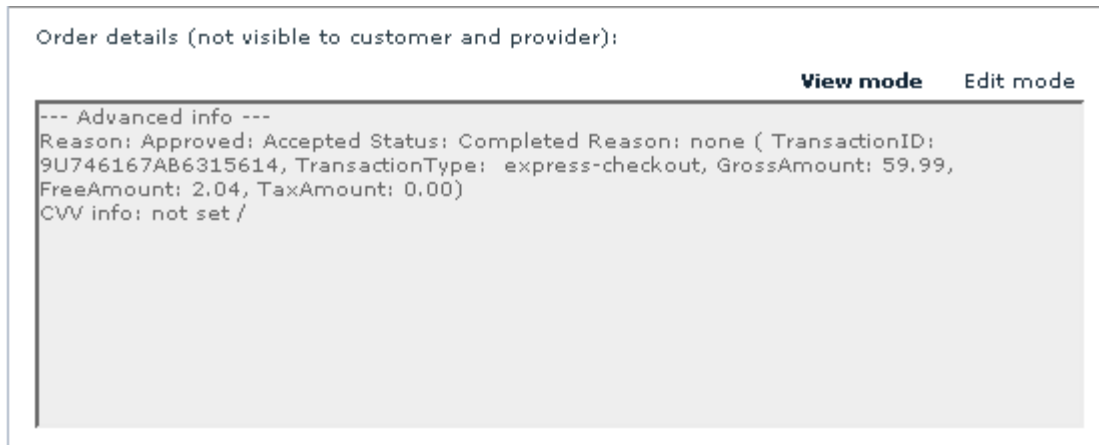 Order details (not visible to customer and provider):
View mode Edit mode
--- Advanced info ---
Reason: Approved: Accepted Status: Completed Reason: none ( TransactionID:
9U746167AB6315614, TransactionType:  express-checkout, GrossAmount: 59.99,
FreeAmount: 2.04, TaxAmount: 0.00)
CVV info: not set /